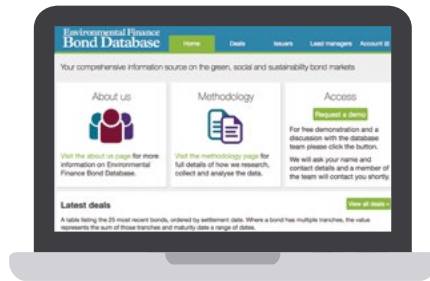 Environmental Finance
Bond Database
Home Deals Issuers Lead managers Account
Your comprehensive information source on the green, social and sustainability bond markets
About us
Visit the about us page for more
information on Environmental
Finance Bond Database.
Methodology
Visit the methodology page for
full details of how we research,
collect and analyse the data.
Access
Request a demo
For free demonstration and a
discussion with the database
team please click the button.
We will ask your name and
contact details and a member of
the team will contact you shortly.
Latest deals
View all deals »
A table listing the 25 most recent bonds, ordered by settlement date. Where a bond has multiple tranches, the value
represents the sum of those tranches and maturity date a range of dates.